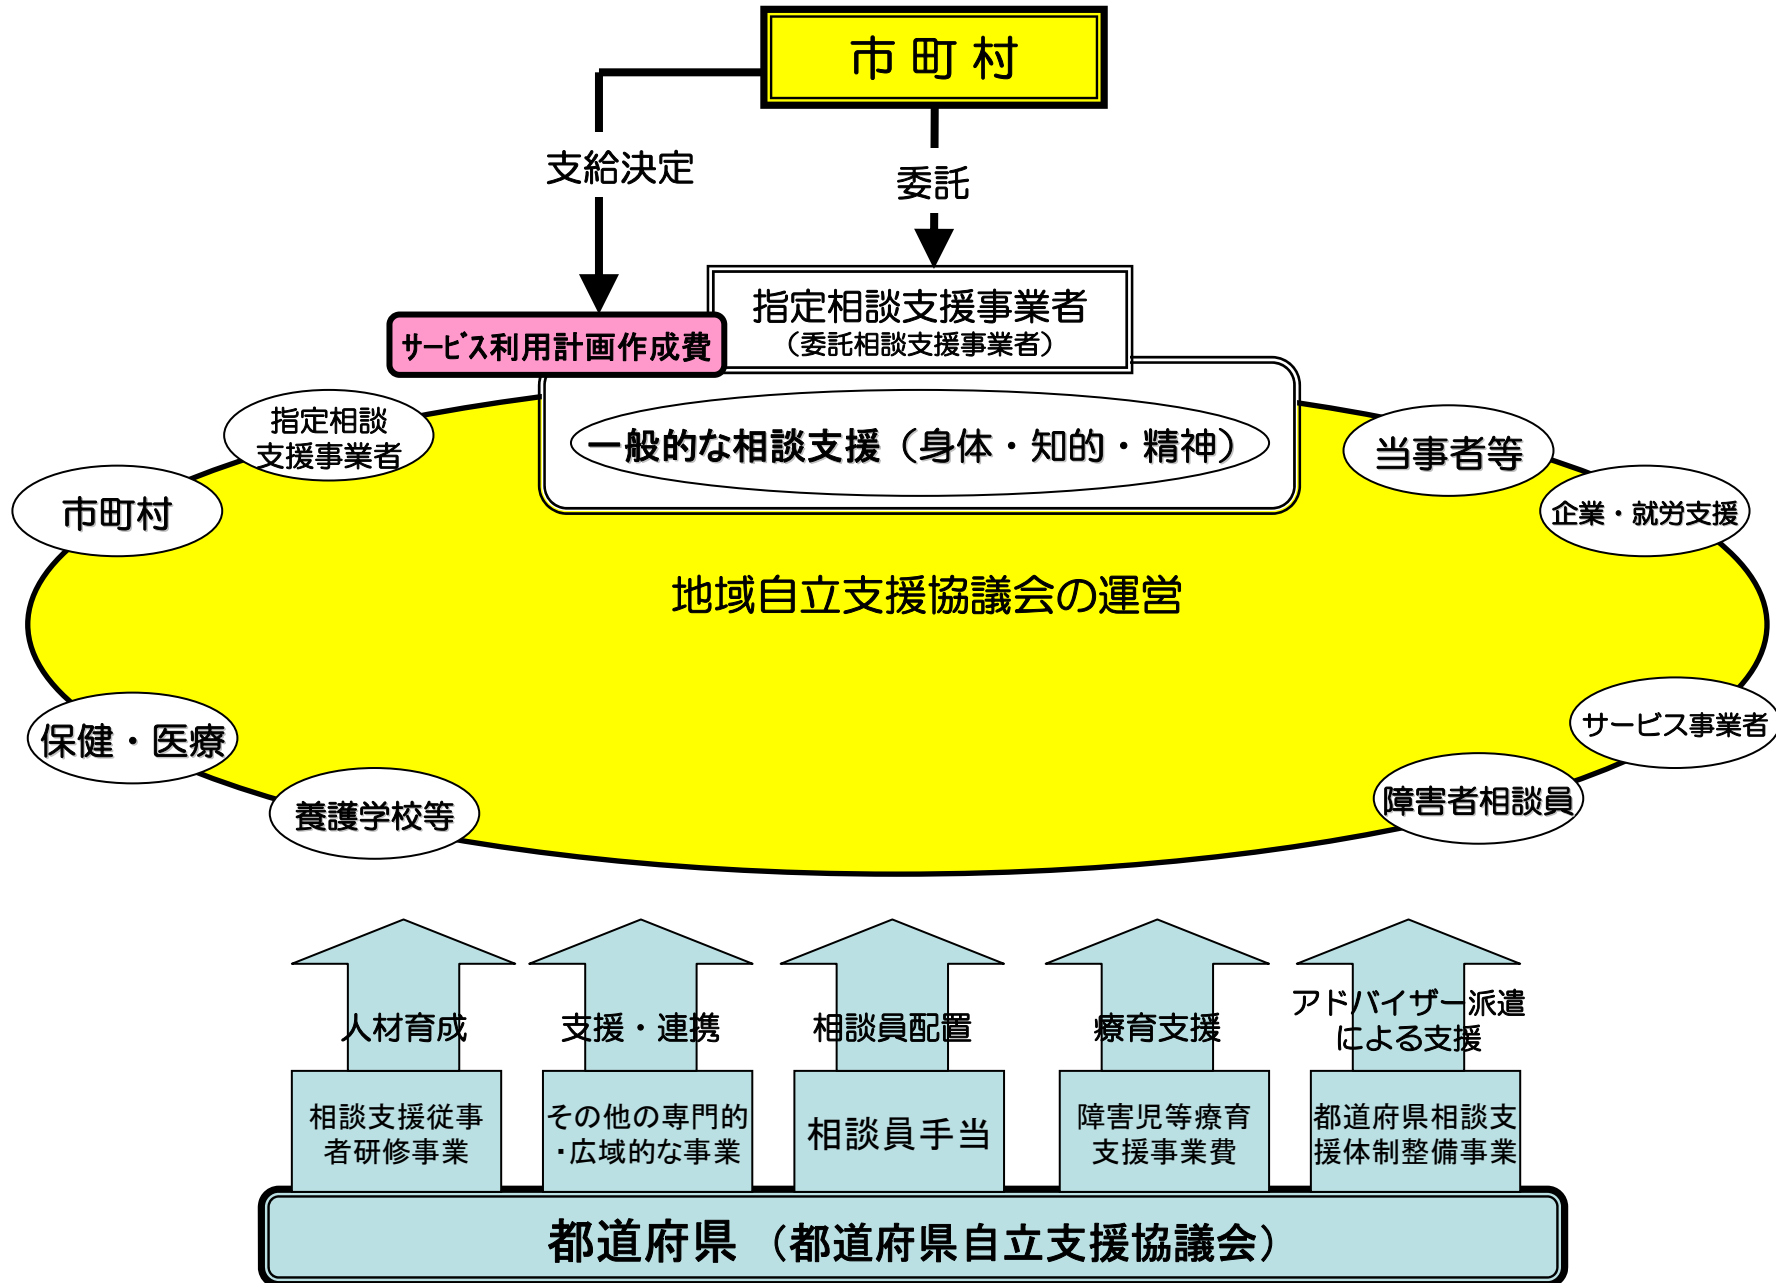 市町村
支給決定
委託
指定相談支援事業者
（委託相談支援事業者）
ｻｰﾋﾞｽ利用計画作成費
一般的な相談支援（身体・知的・精神）
指定相談
支援事業者
当事者等
市町村
企業・就労支援
地域自立支援協議会の運営
保健・医療
サービス事業者
養護学校等
障害者相談員
人材育成
支援・連携
相談員配置
療育支援
アドバイザー派遣
による支援
相談支援従事
者研修事業
その他の専門的
・広域的な事業
相談員手当
障害児等療育
支援事業費
都道府県相談支
援体制整備事業
都道府県（都道府県自立支援協議会）